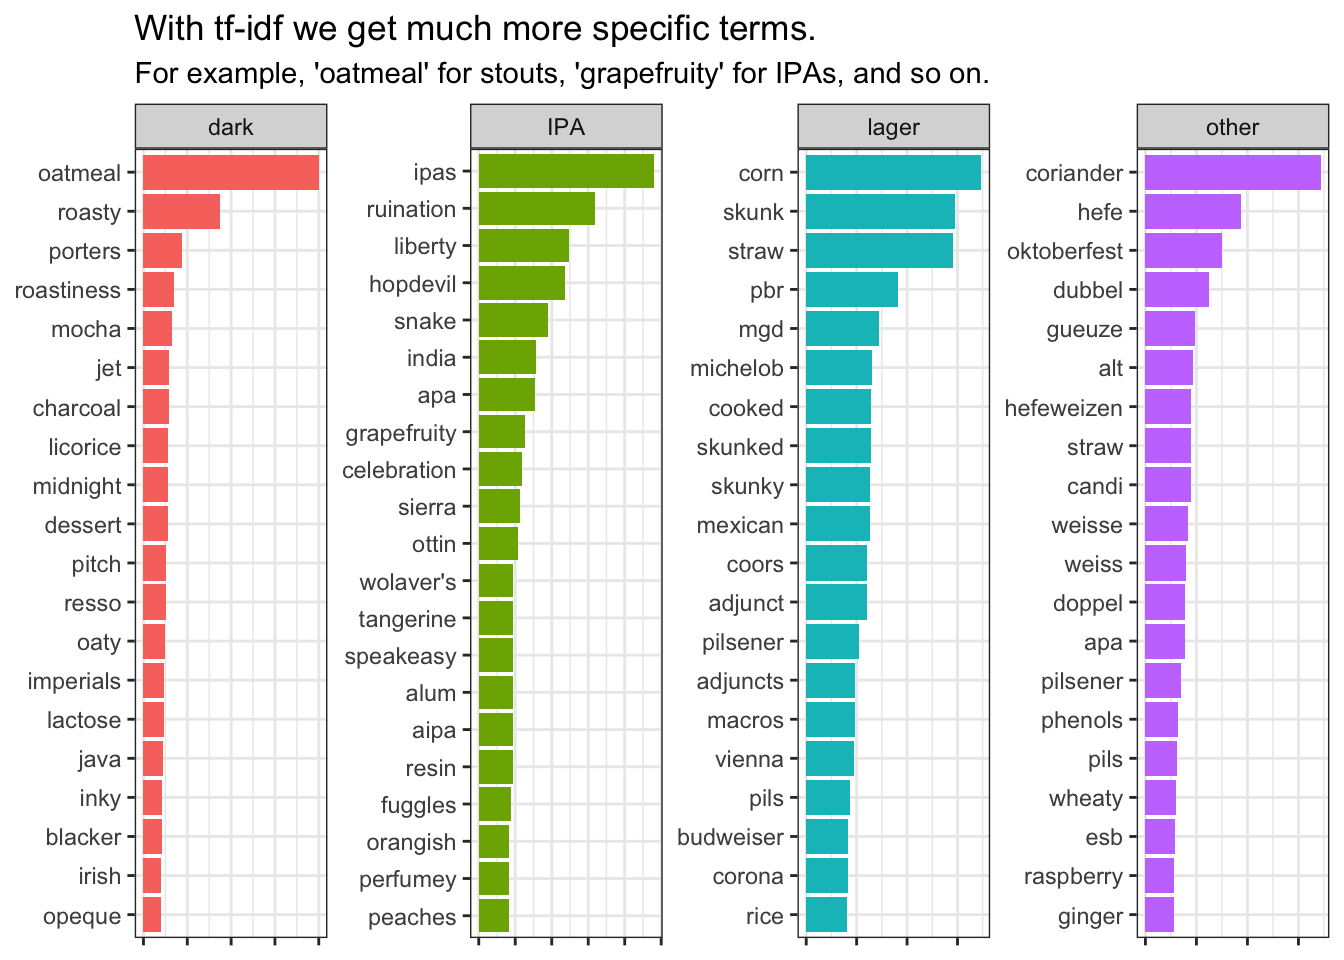 With tf-idf we get much more specific terms.
For example, 'oatmeal' for stouts, 'grapefruity' for IPAs, and so on.
dark
oatmeal
roasty
porters
roastiness
mocha
jet
charcoal
licorice
midnight
dessert
pitch
resso
oaty
imperials
lactose
java
inky
blacker
irish
opeque
IPA
ipas
ruination
liberty
hopdevil
snake
india
apa
grapefruity
celebration
sierra
ottin
wolaver's
tangerine
speakeasy
alum
aipa
resin
fuggles
orangish
perfumey
peaches
lager
corn
skunk
straw
pbr
mgd
michelob
cooked
skunked
skunky
mexican
coors
adjunct
pilsener
adjuncts
macros
vienna
pils
budweiser
corona
rice
other
coriander
hefe
oktoberfest
dubbel
gueuze
alt
hefeweizen
straw
candi
weisse
weiss
doppel
apa
pilsener
phenols
pils
wheaty
esb
raspberry
ginger